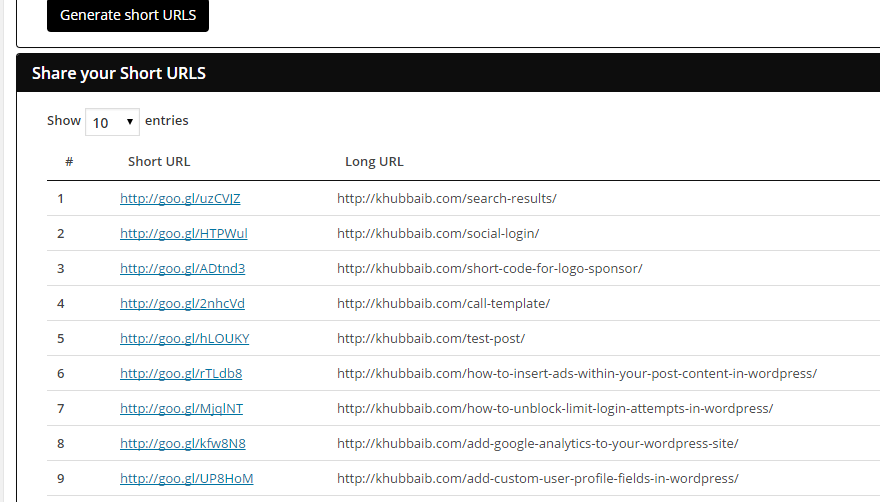 Generate short URLS
Share your Short URLS
Show 10 entries
# Short URL Long URL
1 http://goo.gl/uzCVJZ http://khubbaib.com/search-results/
2 http://goo.gl/HTPWul http://khubbaib.com/social-login/
3 http://goo.gl/ADtnd3 http://khubbaib.com/short-code-for-logo-sponsor/
4 http://goo.gl/2nhcVd http://khubbaib.com/call-template/
5 http://goo.gl/hLOUKY http://khubbaib.com/test-post/
6 http://goo.gl/rTLdb8 http://khubbaib.com/how-to-insert-ads-within-your-post-content-in-wordpress/
7 http://goo.gl/MjqlNT http://khubbaib.com/how-to-unblock-limit-login-attempts-in-wordpress/
8 http://goo.gl/kfw8N8 http://khubbaib.com/add-google-analytics-to-your-wordpress-site/
9 http://goo.gl/UP8HoM http://khubbaib.com/add-custom-user-profile-fields-in-wordpress/